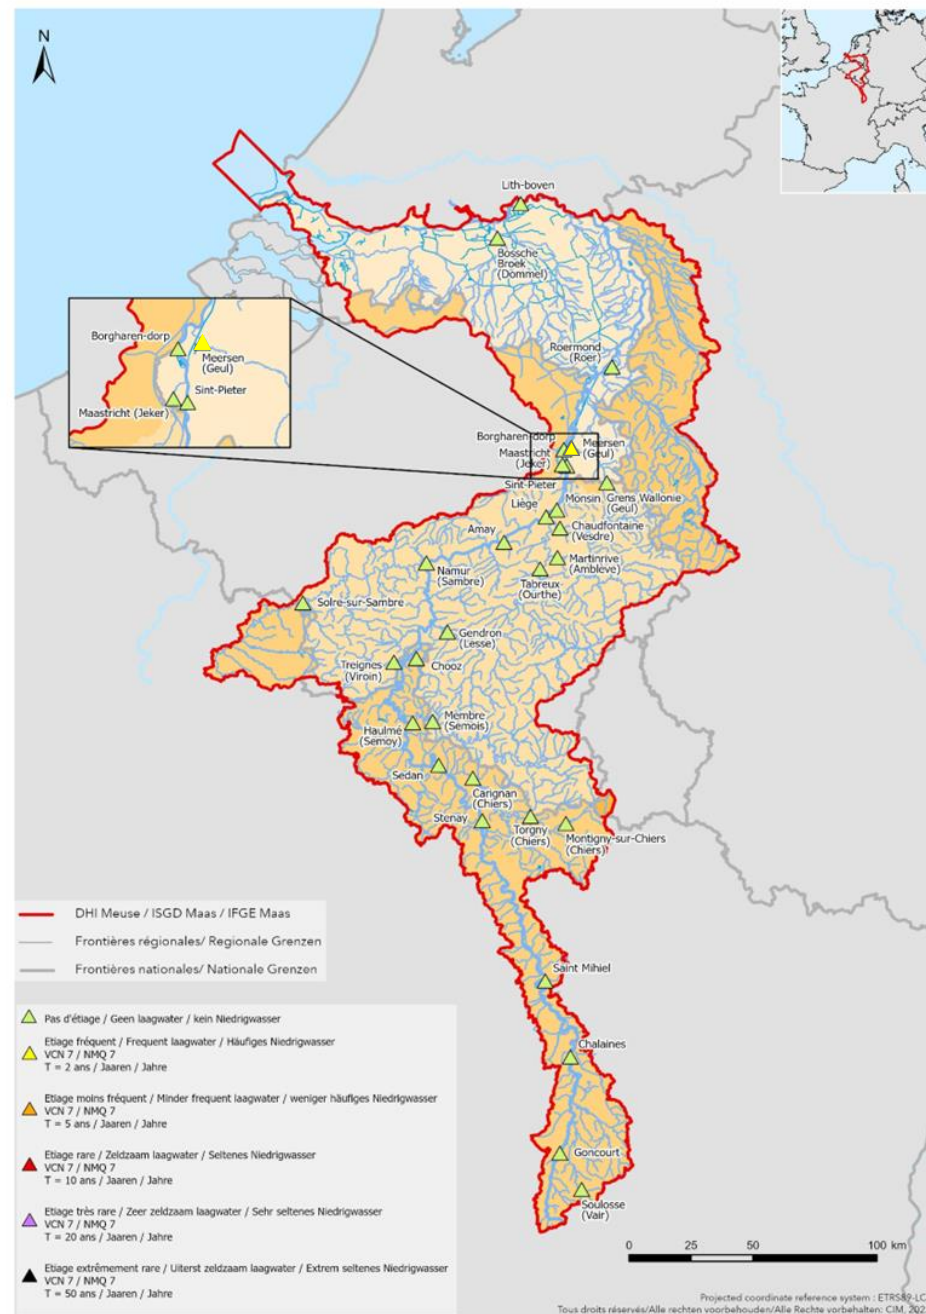 N
Lith-boven
Bossche
Broek
(Dommel)
Borgharen-dorp
Meersen
(Geul)
Sint-Pieter
Maastricht (Jeker)
Roermond
(Roer)
Borgharen-dorp
Maastricht
(Jeker)
Meersen
(Geul)
Sint-Pieter
Grens Wallonie
(Geul)
Monsin
Liège
Chaudfontaine
(Vesdre)
Amay
Martinrive
(Amblève)
Namur
(Sambre)
Tabreux
(Ourthe)
Solre-sur-Sambre
Gendron
(Lesse)
Treignes
(Viroin)
Chooz
Membre
(Semois)
Haulmé
(Semoy)
Sedan
Carignan
(Chiers)
Stenay
Torgny
(Chiers)
Montigny-sur-Chiers
(Chiers)
Saint Mihiel
Chalaines
Goncourt
Soulosse
(Vair)
DHI Meuse / ISGD Maas / IFGE Maas
Frontières régionales/ Regionale Grenzen
Frontières nationales/ Nationale Grenzen
Pas d'étiage / Geen laagwater / kein Niedrigwasser
Etiage fréquent / Frequent laagwater / Häufiges Niedrigwasser
VCN 7 / NMQ 7
T = 2 ans / Jaaren / Jahre
Etiage moins fréquent / Minder frequent laagwater / weniger häufiges Niedrigwasser
VCN 7 / NMQ 7
T = 5 ans / Jaaren / Jahre
Etiage rare / Zeldzaam laagwater / Seltenes Niedrigwasser
VCN 7 / NMQ 7
T = 10 ans / Jaaren / Jahre
Etiage très rare / Zeer zeldzaam laagwater / Sehr seltenes Niedrigwasser
VCN 7 / NMQ 7
T = 20 ans / Jaaren / Jahre
Etiage extrêmement rare / Uiterst zeldzaam laagwater / Extrem seltenes Niedrigwasser
VCN 7 / NMQ 7
T = 50 ans / Jaaren / Jahre
0 25 50 100 km
Projected coordinate reference system : ETRS89-LC
Tous droits réservés/Alle rechten voorbehouden/Alle Rechte vorbehalten: CIM, 202